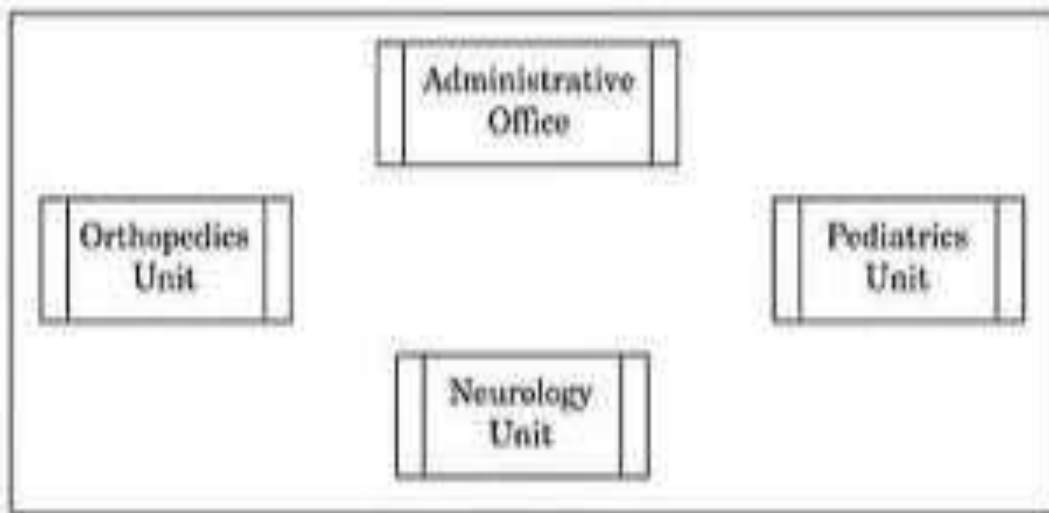 Administrative
Office
Orthopedics
Unit
Pediatrics
Unit
Neurology
Unit